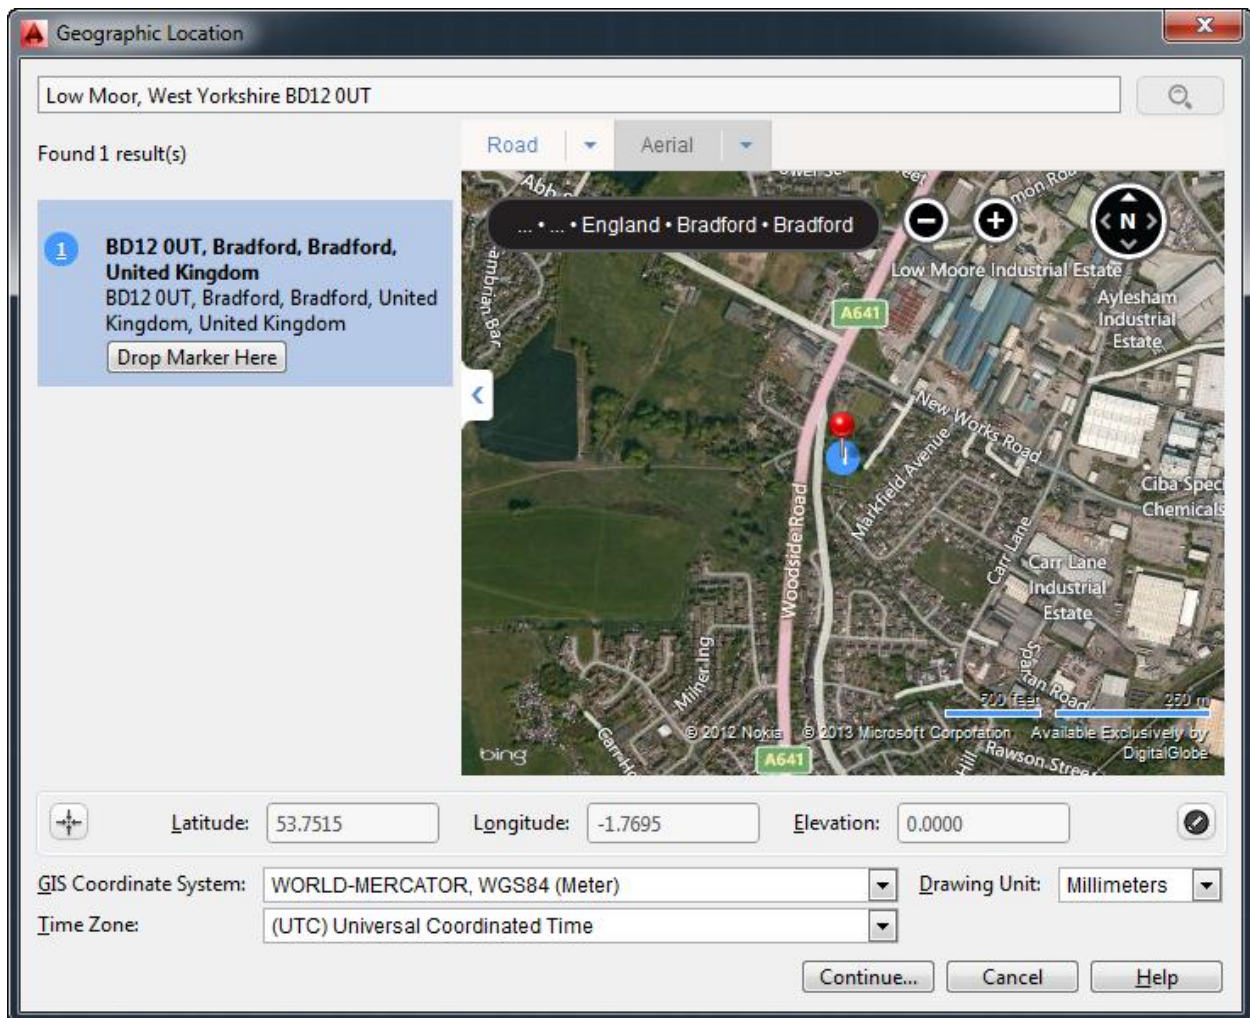 Geographic Location
Low Moor, West Yorkshire BD12 0UT
Found 1 result(s)
Road
Aerial
1
BD12 0UT, Bradford, Bradford,
United Kingdom
BD12 0UT, Bradford, Bradford, United
Kingdom, United Kingdom
Drop Marker Here
... • ... • England • Bradford • Bradford
N
Low Moore Industrial Estate
Aylesham
Industrial
Estate
A641
New Works Road
Markfield Avenue
Ciba Spec
Chemicals
Woodside Road
Carr Lane
Carr Lane
Industrial
Estate
Milner Ing
Spartan Road
500 feet
250 m
© 2012 Nokia © 2013 Microsoft Corporation Available Exclusively by
DigitalGlobe
bing
A641
Hill
Rawson Street
Latitude: 53.7515
Longitude: -1.7695
Elevation: 0.0000
GIS Coordinate System: WORLD-MERCATOR, WGS84 (Meter)
Drawing Unit: Millimeters
Time Zone: (UTC) Universal Coordinated Time
Continue...
Cancel
Help